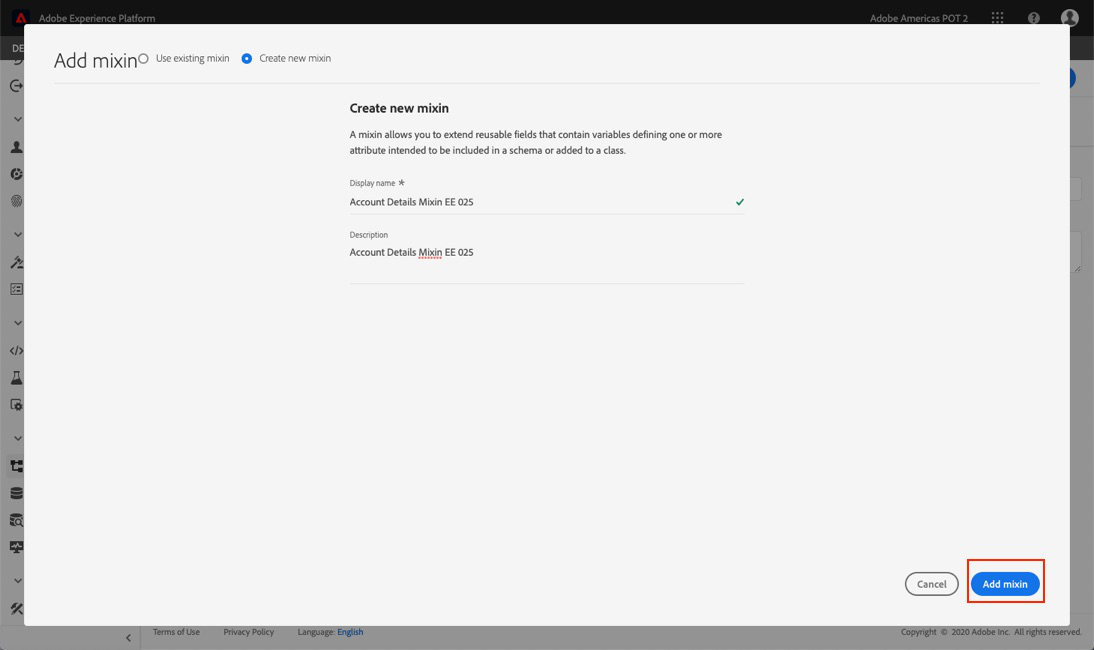 Adobe Experience Platform
Adobe Americas POT 2
DE
Add mixin
Use existing mixin
Create new mixin
Create new mixin
A mixin allows you to extend reusable fields that contain variables defining one or more
attribute intended to be included in a schema or added to a class.
Display name *
Account Details Mixin EE 025
Description
Account Details Mixin EE 025
Cancel
Add mixin
Terms of Use
Privacy Policy
Language: English
Copyright © 2020 Adobe Inc. All rights reserved.